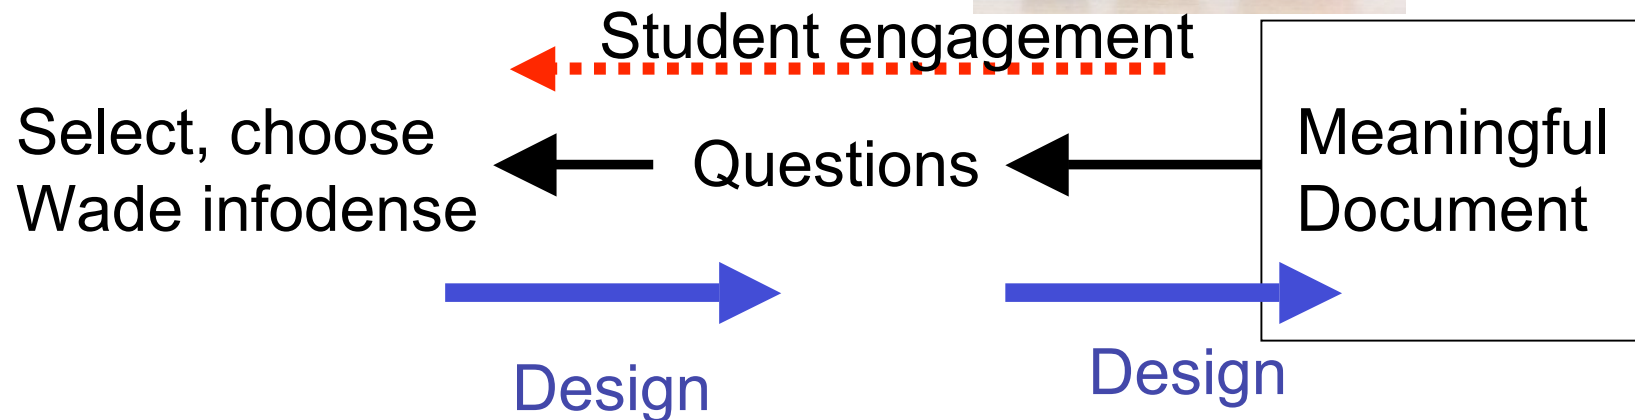 Student engagement
Select, choose
Wade infodense
Questions
Meaningful
Document
Design
Design